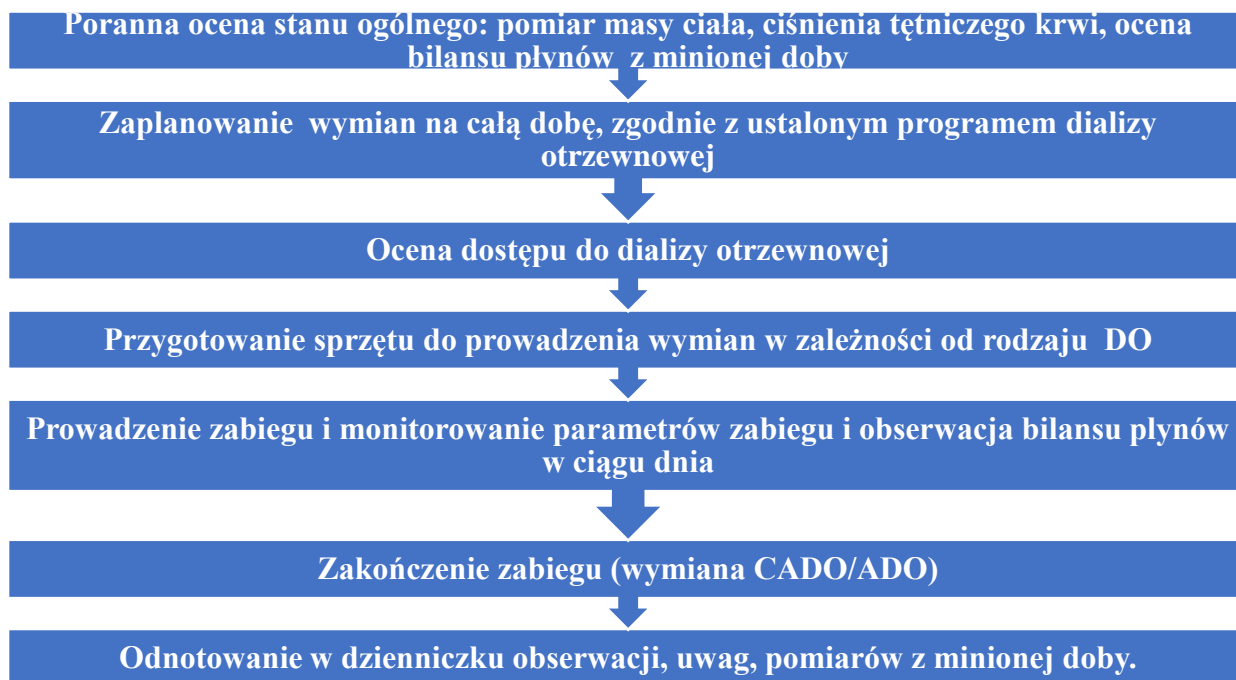 Poranna ocena stanu ogólnego: pomiar masy ciała, ciśnienia tętniczego krwi, ocena
bilansu płynów z minionej doby
Zaplanowanie wymian na całą dobę, zgodnie z ustalonym programem dializy
otrzewnowej
Ocena dostępu do dializy otrzewnowej
Przygotowanie sprzętu do prowadzenia wymian w zależności od rodzaju DO
Prowadzenie zabiegu i monitorowanie parametrów zabiegu i obserwacja bilansu plynów
w ciągu dnia
Zakończenie zabiegu (wymiana CADO/ADO)
Odnotowanie w dzienniczku obserwacji, uwag, pomiarów z minionej doby.